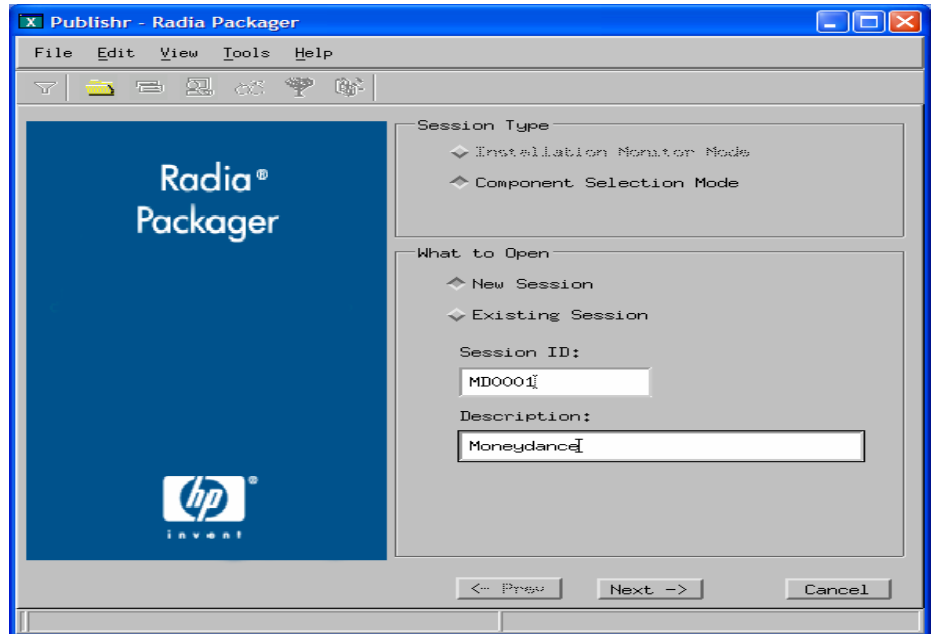 Publishr - Radia Packager
File Edit View Tools Help
Radia®
Packager
hp®
invent
Session Type
Installation Monitor Mode
Component Selection Mode
What to Open
New Session
Existing Session
Session ID:
MD0001
Description:
Moneydance
<- Prev Next -> Cancel